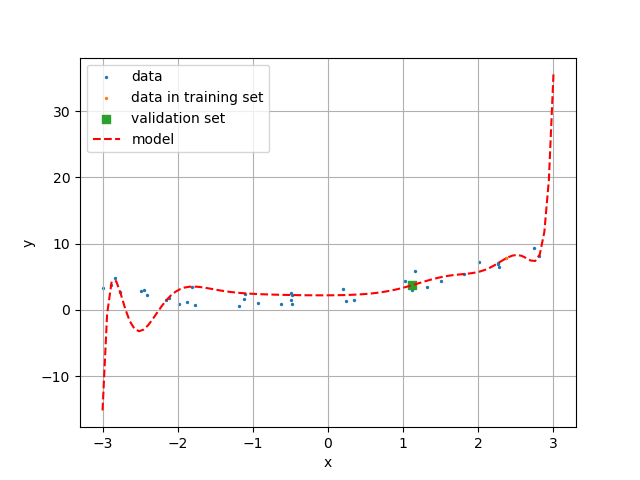 data
data in training set
validation set
model
30
20
10
0
−10
y
−3
−2
−1
0
1
2
3
x